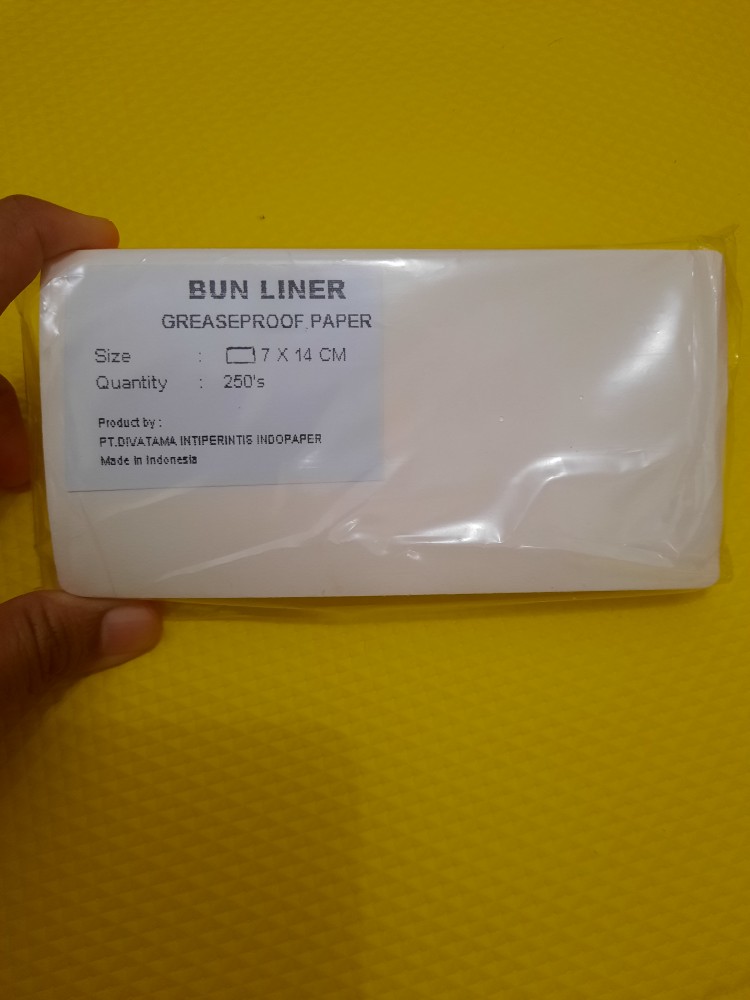 BUN LINER
GREASEPROOF PAPER
Size : 7 X 14 CM
Quantity : 250's
Product by :
PT.DIVATAMA INTIPERINTIS INDOPAPER
Made in Indonesia